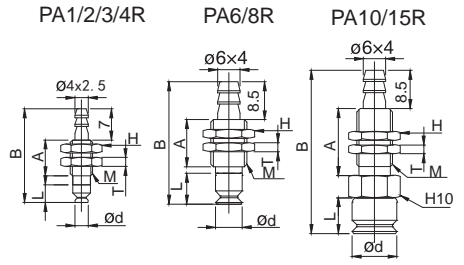 PA1/2/3/4R
PA6/8R
PA10/15R
Ø4x2.5
7
H
B
A
T
M
L
Ød
ø6×4
8.5
H
B
A
T
M
L
Ød
ø6×4
8.5
H
B
A
T
M
H10
L
Ød